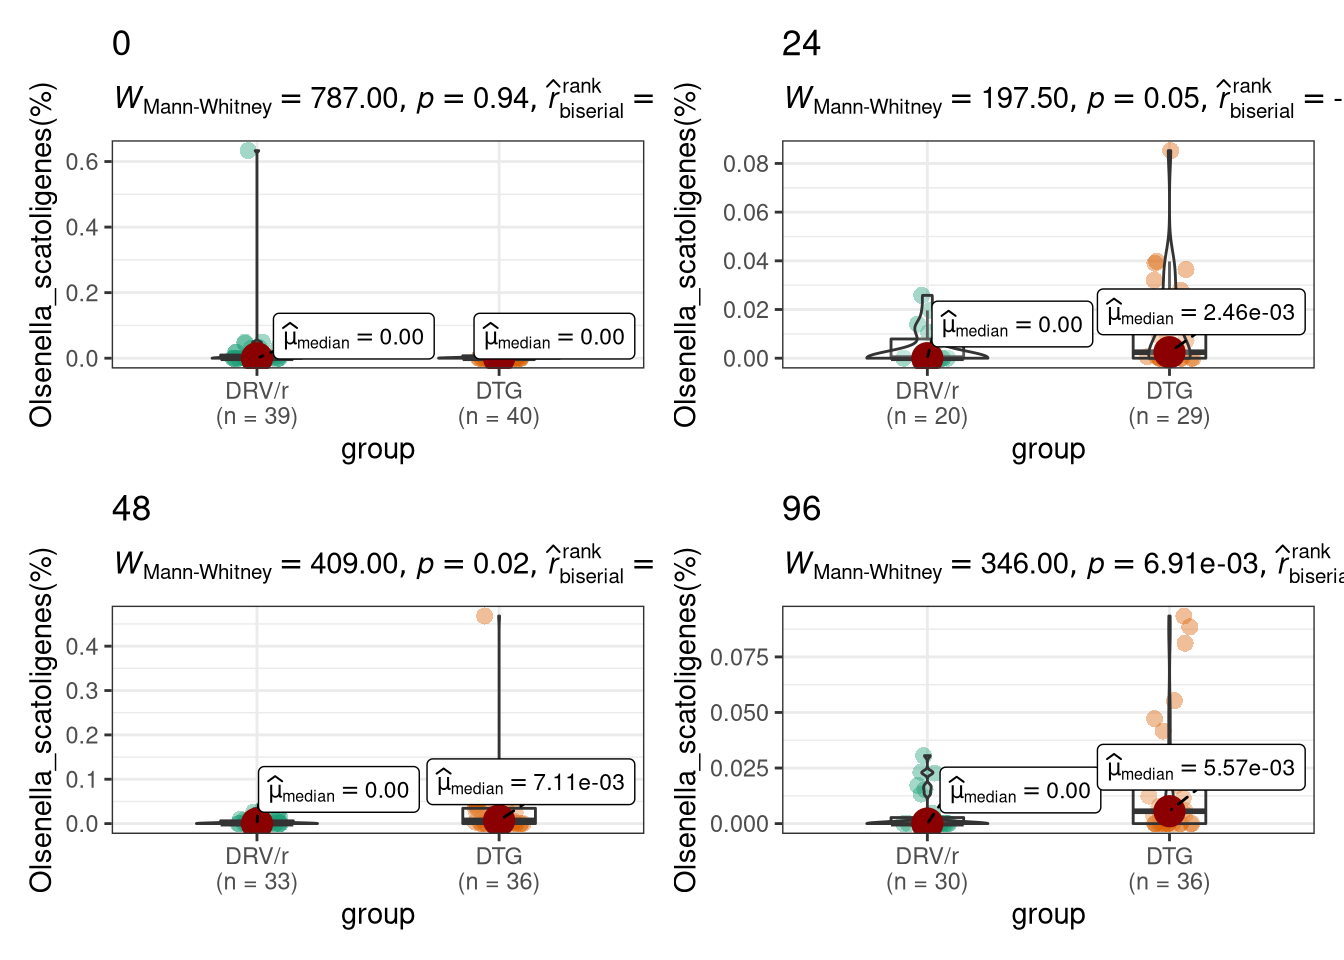 0
W Mann-Whitney = 787.00, p = 0.94, r̂ rank biserial =
Olsenella_scatoligenes(%)
0.6
0.4
0.2
0.0
μ̂ median = 0.00
μ̂ median = 0.00
DRV/r
(n = 39)
DTG
(n = 40)
group
24
W Mann-Whitney = 197.50, p = 0.05, r̂ rank biserial = -
Olsenella_scatoligenes(%)
0.08
0.06
0.04
0.02
0.00
μ̂ median = 0.00
μ̂ median = 2.46e-03
DRV/r
(n = 20)
DTG
(n = 29)
group
48
W Mann-Whitney = 409.00, p = 0.02, r̂ rank biserial =
Olsenella_scatoligenes(%)
0.4
0.3
0.2
0.1
0.0
μ̂ median = 0.00
μ̂ median = 7.11e-03
DRV/r
(n = 33)
DTG
(n = 36)
group
96
W Mann-Whitney = 346.00, p = 6.91e-03, r̂ rank biseria
Olsenella_scatoligenes(%)
0.075
0.050
0.025
0.000
μ̂ median = 0.00
μ̂ median = 5.57e-03
DRV/r
(n = 30)
DTG
(n = 36)
group